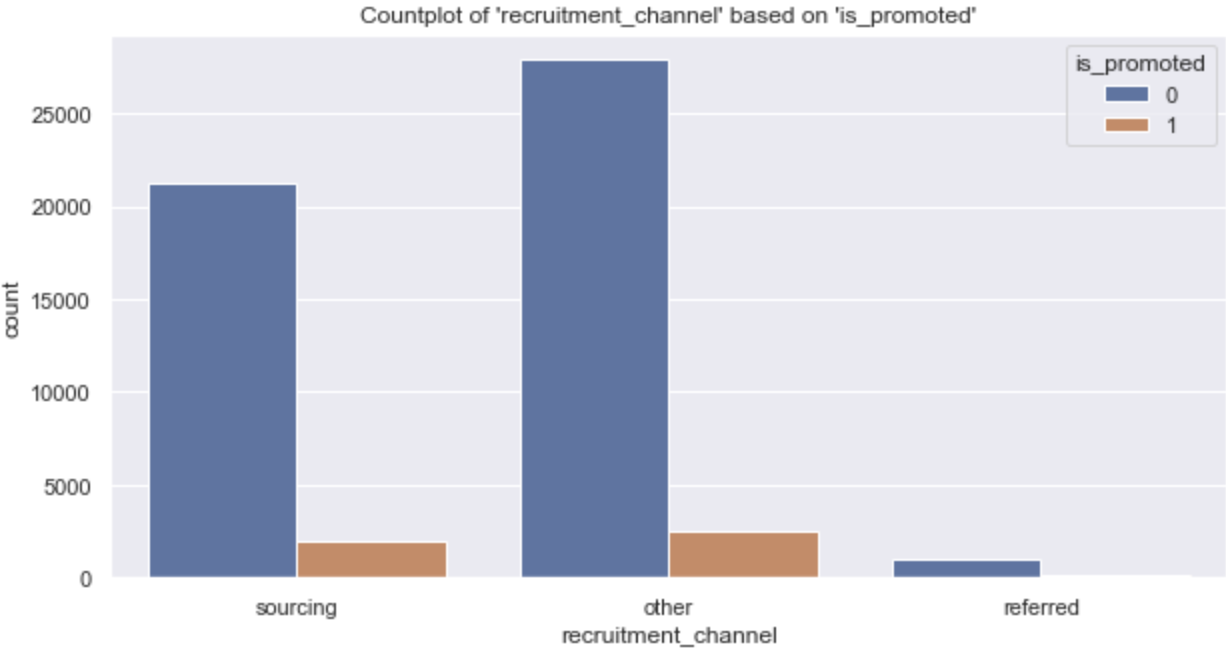 Countplot of 'recruitment_channel' based on 'is_promoted'
is_promoted
0
1
count
25000
20000
15000
10000
5000
0
sourcing other referred
recruitment_channel